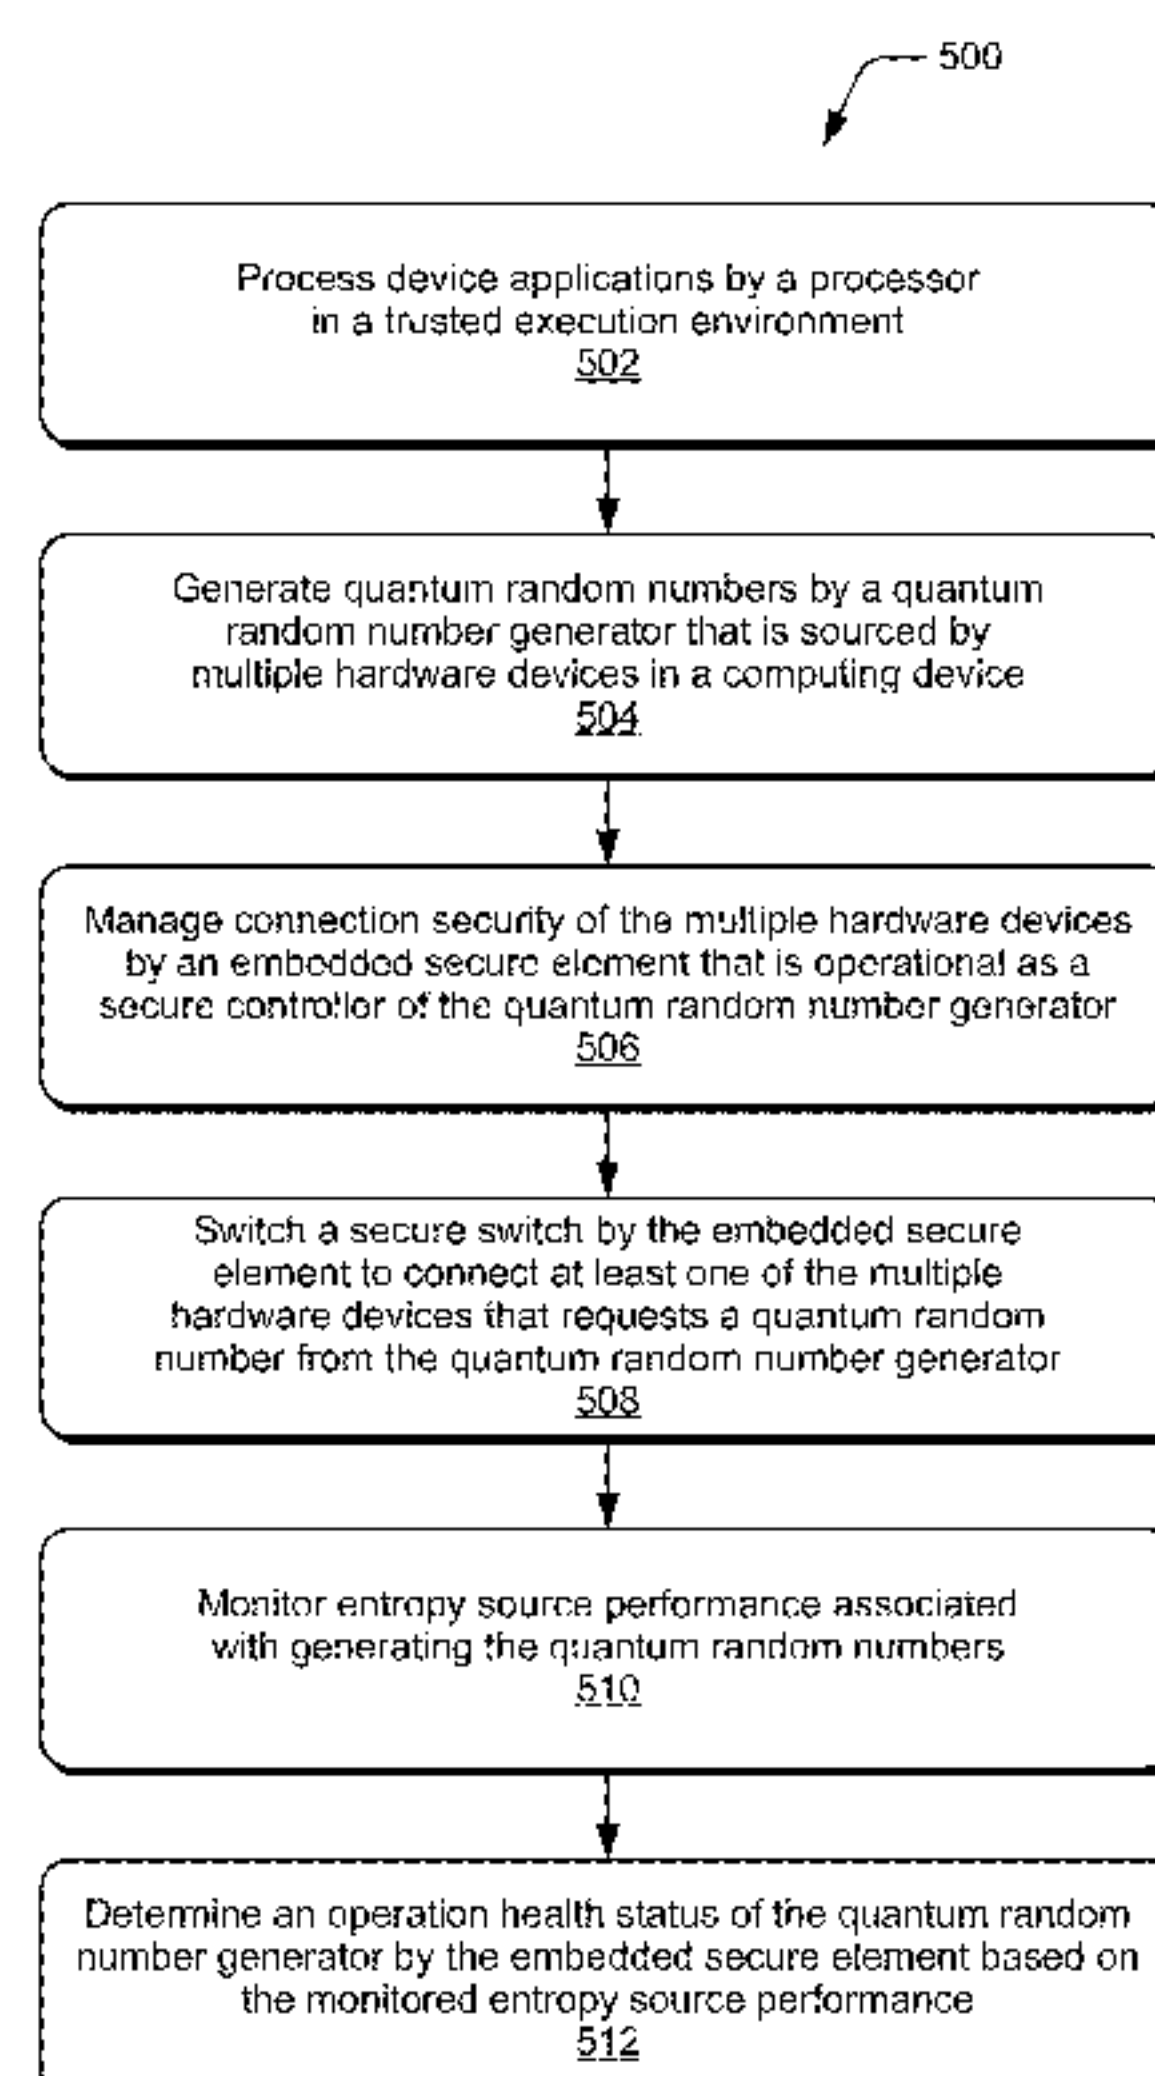 500
Process device applications by a processor
in a trusted execution environment
502
Generate quantum random numbers by a quantum
random number generator that is sourced by
multiple hardware devices in a computing device
504
Manage connection security of the multiple hardware devices
by an embedded secure element that is operational as a
secure controller of the quantum random number generator
506
Switch a secure switch by the embedded secure
element to connect at least one of the multiple
hardware devices that requests a quantum random
number from the quantum random number generator
508
Monitor entropy source performance associated
with generating the quantum random numbers
510
Determine an operation health status of the quantum random
number generator by the embedded secure element based on
the monitored entropy source performance
512